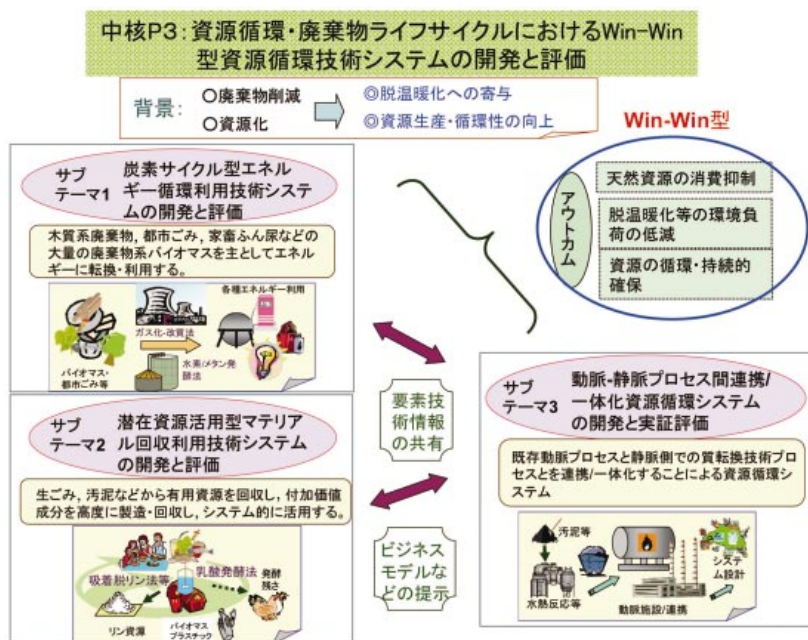 中核P3：資源循環・廃棄物ライフサイクルにおけるWin-Win
型資源循環技術システムの開発と評価
背景：
○廃棄物削減
○資源化
◎脱温暖化への寄与
◎資源生産・循環性の向上
Win-Win型
アウトカム
天然資源の消費抑制
脱温暖化等の環境負
荷の低減
資源の循環・持続的
確保
サブ
テーマ1
炭素サイクル型エネル
ギー循環利用技術システ
ムの開発と評価
木質系廃棄物，都市ごみ，家畜ふん尿などの
大量の廃棄物系バイオマスを主としてエネル
ギーに転換・利用する。
各種エネルギー利用
ガス化-改質法
バイオマス・
都市ごみ等
水素/メタン発
酵法
サブ
テーマ2
潜在資源活用型マテリア
ル回収利用技術システム
の開発と評価
生ごみ，汚泥などから有用資源を回収し，付加価値
成分を高度に製造・回収し，システム的に活用する。
吸着脱リン法等
乳酸発酵法
発酵
残さ
リン資源
バイオマス
プラスチック
要素技
術情報
の共有
ビジネス
モデルな
どの提示
サブ
テーマ3
動脈-静脈プロセス間連携/
一体化資源循環システム
の開発と実証評価
既存動脈プロセスと静脈側での質転換技術プロ
セスとを連携/一体化することによる資源循環シ
ステム
汚泥等
水熱反応等
動脈施設/連携
システ
ム設計